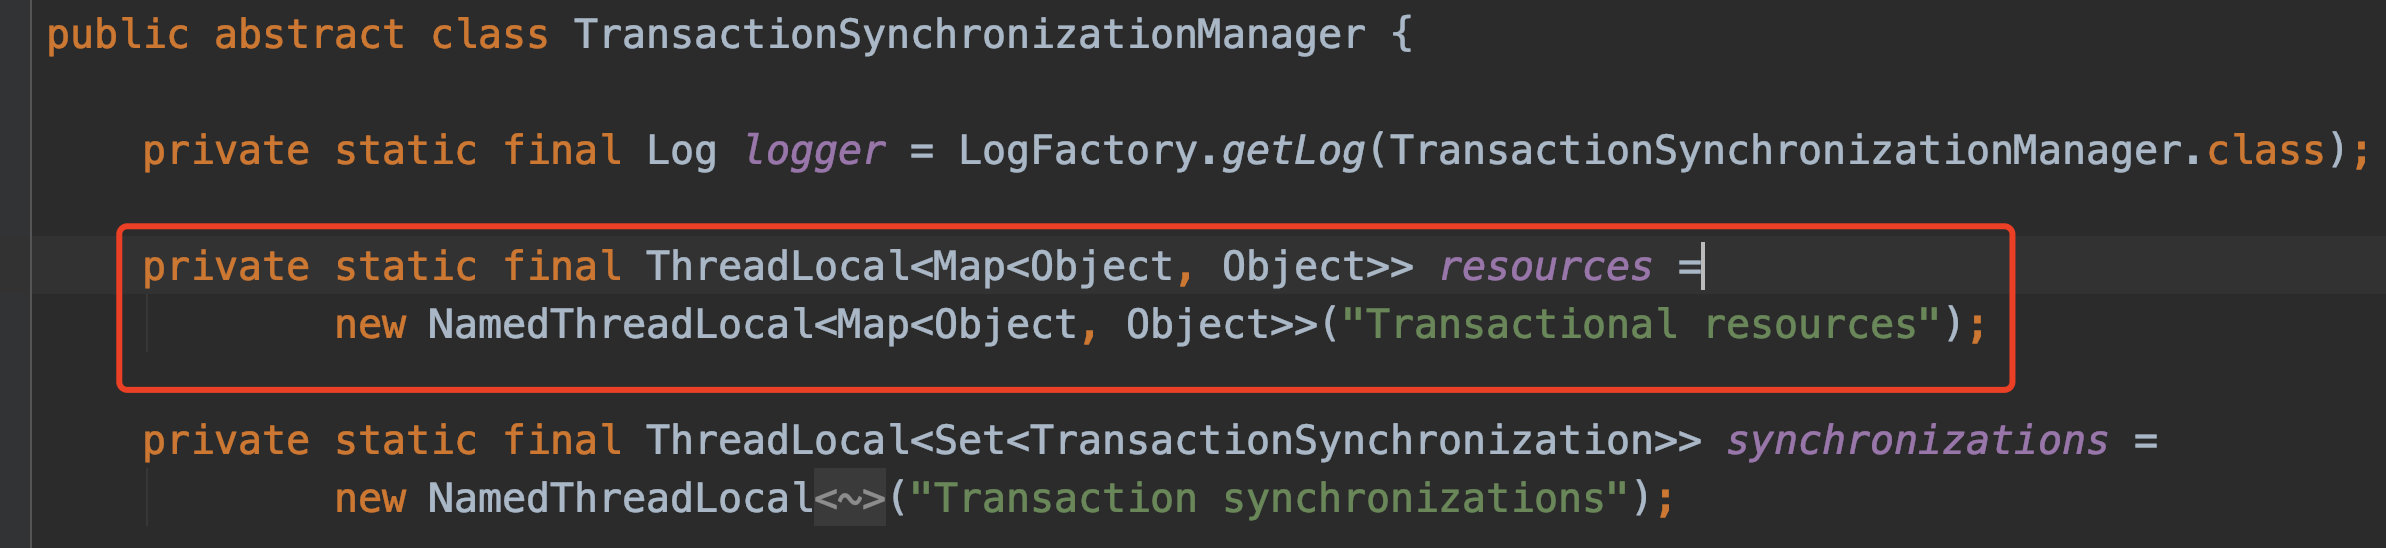 public abstract class TransactionSynchronizationManager {
private static final Log logger = LogFactory.getLog(TransactionSynchronizationManager.class);
private static final ThreadLocal<Map<Object, Object>> resources =
new NamedThreadLocal<Map<Object, Object>>("Transactional resources");
private static final ThreadLocal<Set<TransactionSynchronization>> synchronizations =
new NamedThreadLocal<~>("Transaction synchronizations");